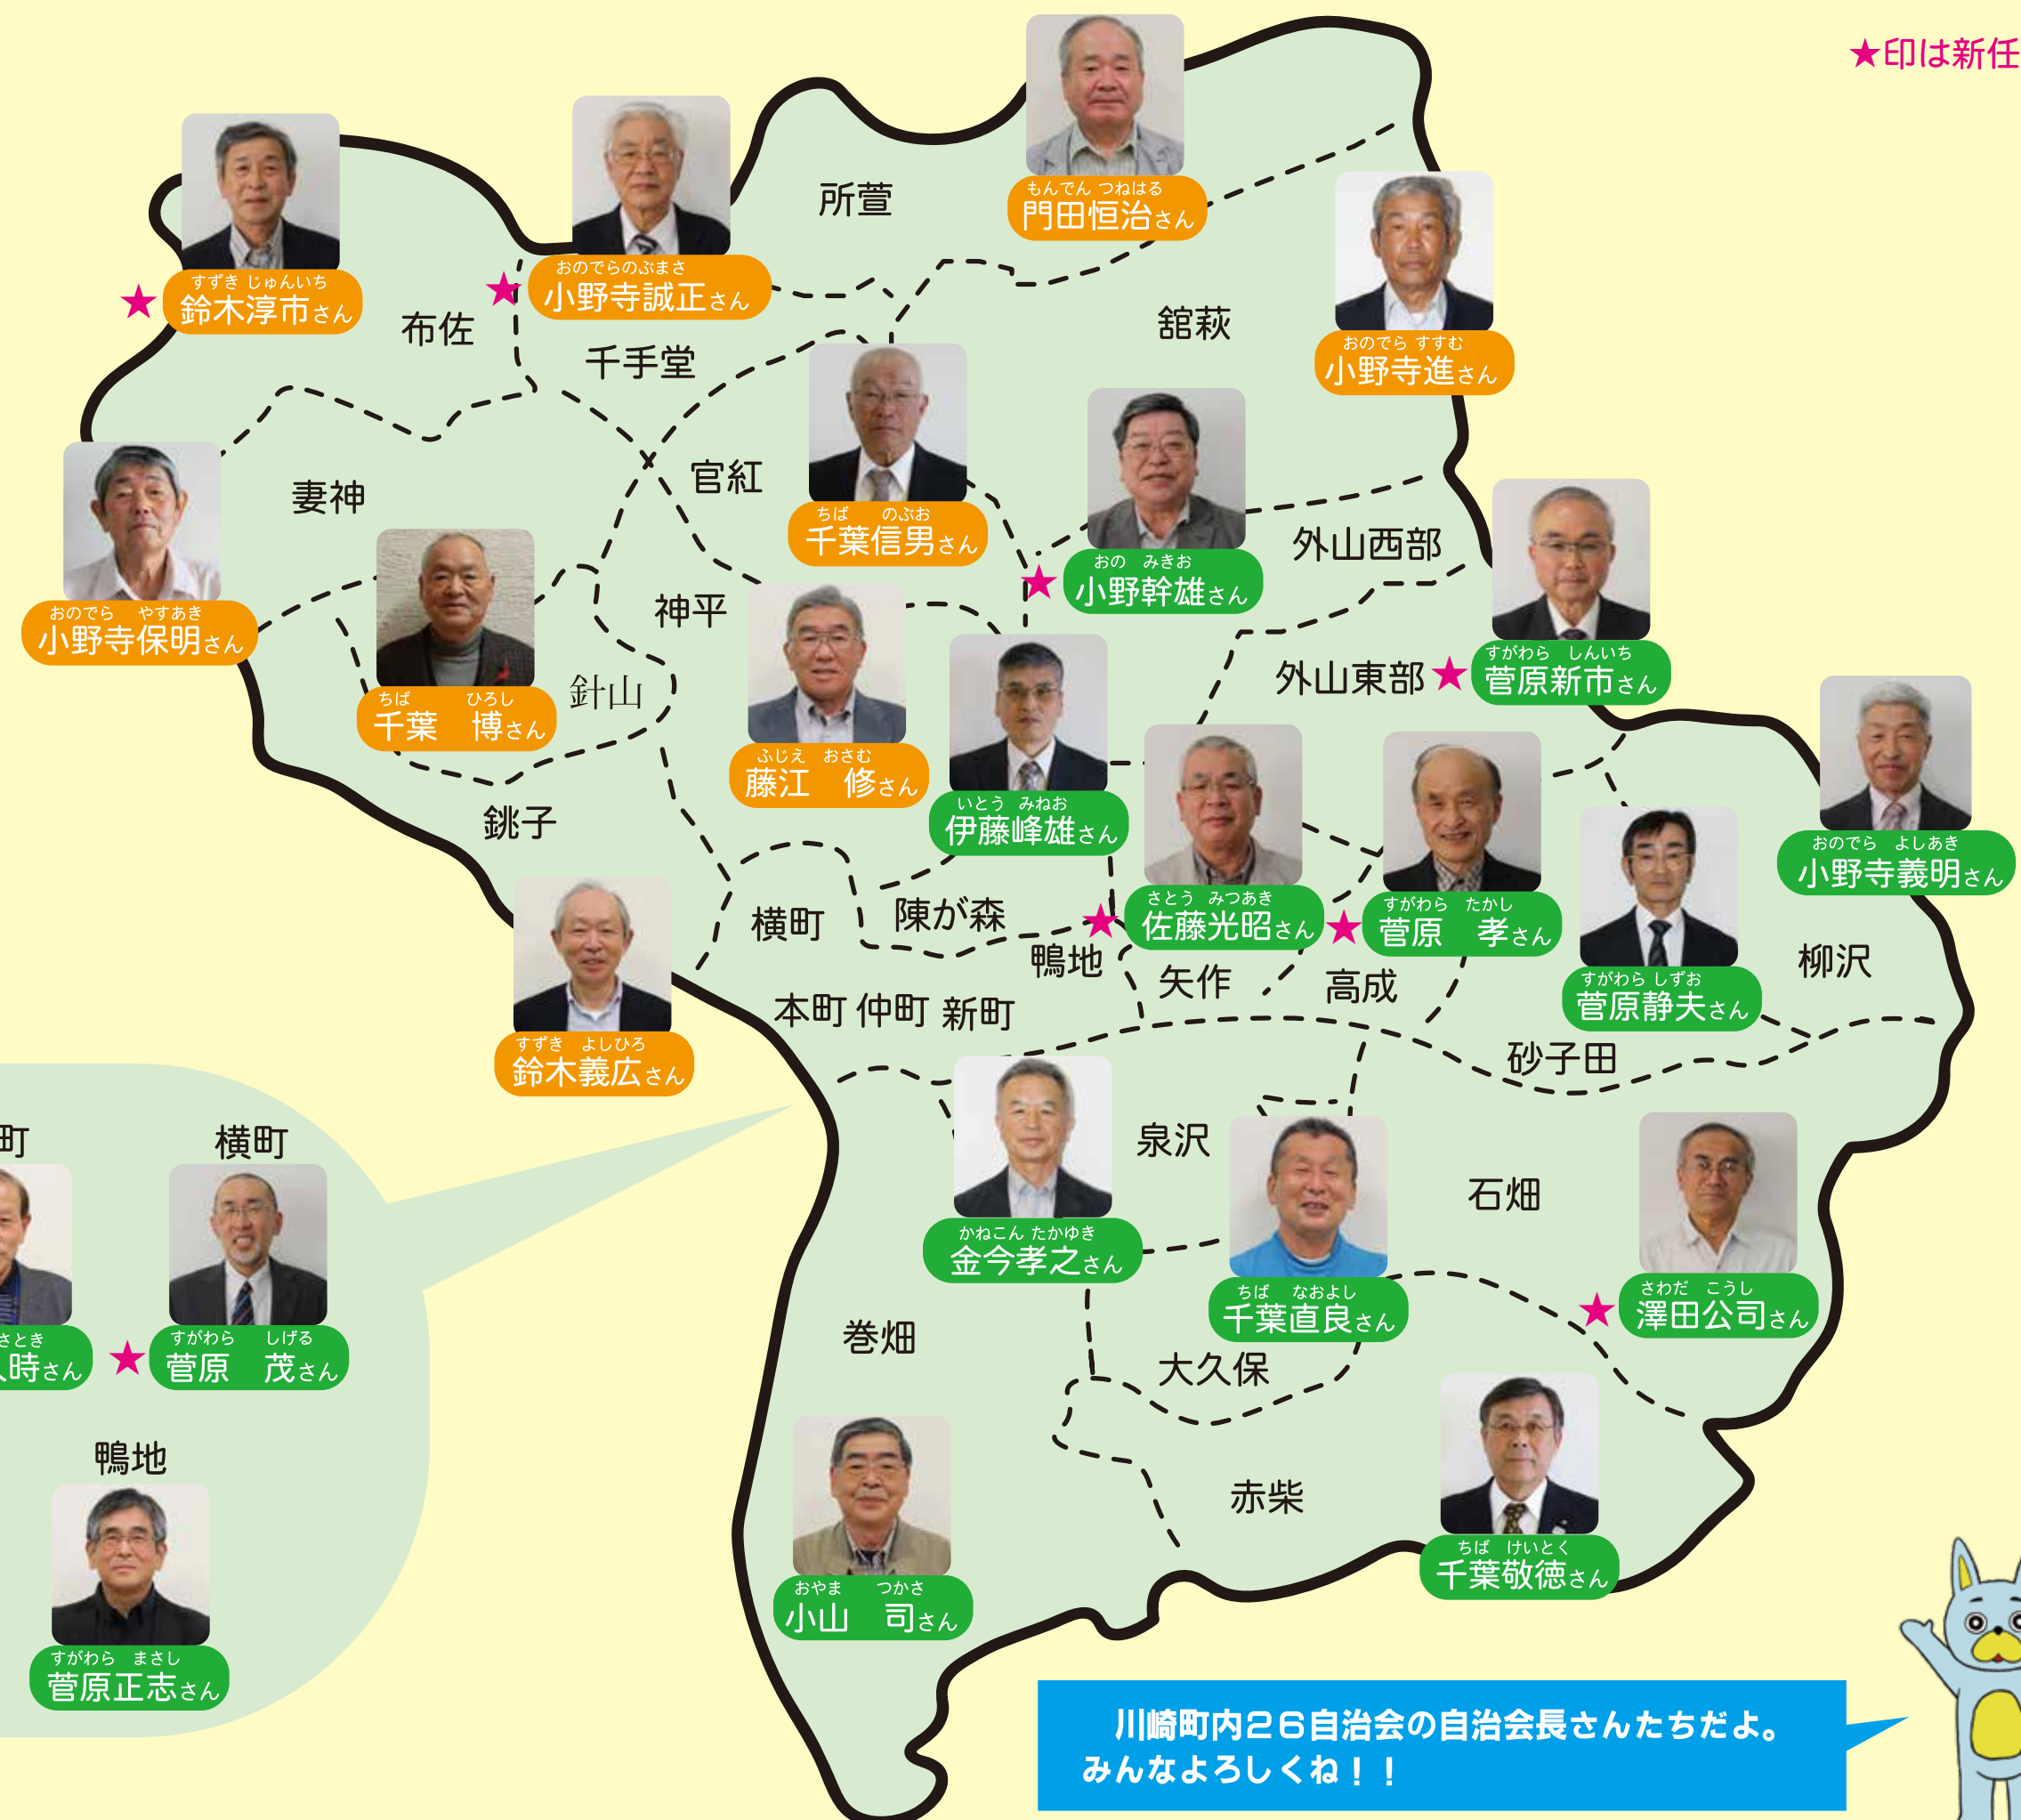 ★印は新任
もんでん つねはる
門田恒治さん
所萱
すずき じゅんいち
★鈴木淳市さん
おのでらのぶまさ
★小野寺誠正さん
布佐
千手堂
舘萩
おのでら すすむ
小野寺進さん
妻神
官紅
ちば のぶお
千葉信男さん
おの みきお
★小野幹雄さん
外山西部
おのでら やすあき
小野寺保明さん
神平
針山
ちば ひろし
千葉 博さん
外山東部
すがわら しんいち
★菅原新市さん
ふじえ おさむ
藤江 修さん
いとう みねお
伊藤峰雄さん
銚子
おのでら よしあき
小野寺義明さん
横町
陳が森
さとう みつあき
★佐藤光昭さん
すがわら たかし
★菅原 孝さん
鴨地
矢作
高成
柳沢
すがわら しずお
菅原静夫さん
本町 仲町 新町
すずき よしひろ
鈴木義広さん
砂子田
町
横町
泉沢
石畑
かねこん たかゆき
金今孝之さん
ちば なおよし
千葉直良さん
さわだ こうし
★澤田公司さん
さとき
時さん
すがわら しげる
★菅原 茂さん
巻畑
大久保
鴨地
赤柴
ちば けいとく
千葉敬徳さん
おやま つかさ
小山 司さん
すがわら まさし
菅原正志さん
川崎町内26自治会の自治会長さんたちだよ。
みんなよろしくね！！